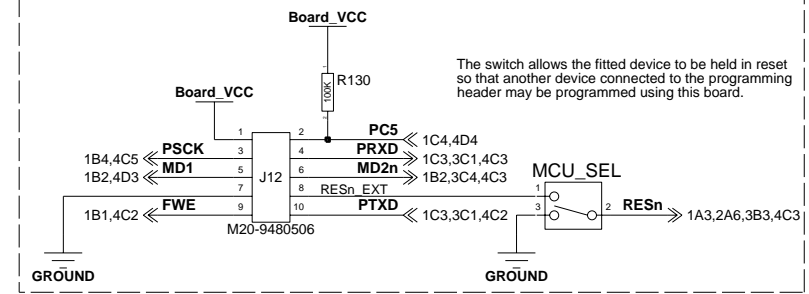 Board_VCC
The switch allows the fitted device to be held in reset
so that another device connected to the programming
header may be programmed using this board.
1
100K
R130
2
Board_VCC
1
2
PC5
1C4,4D4
1B4,4C5
PSCK
3
4
PRXD
1C3,3C1,4C3
1B2,4D3
MD1
5
J12
6
MD2n
1B2,3C4,4C3
MCU_SEL
7
8
RESn_EXT
1
1B1,4C2
FWE
9
10
PTXD
1C3,3C1,4C2
3
2
RESn
1A3,2A6,3B3,4C3
M20-9480506
GROUND
GROUND